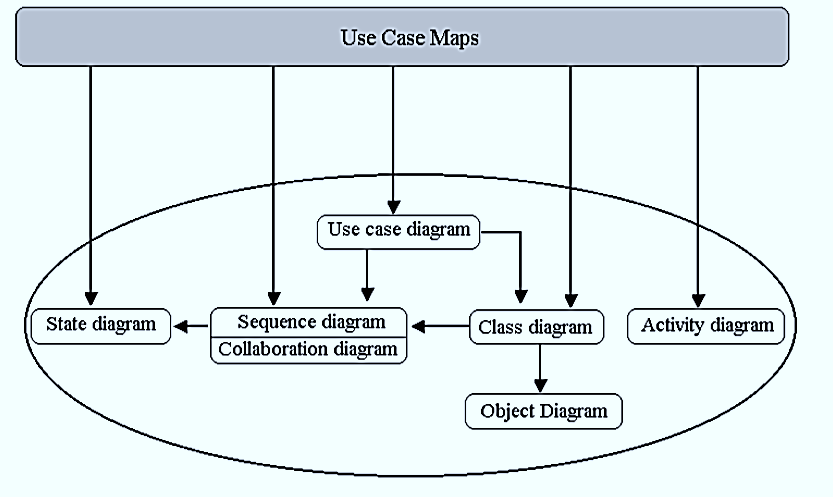 Use Case Maps
Use case diagram
State diagram
Sequence diagram
Collaboration diagram
Class diagram
Activity diagram
Object Diagram